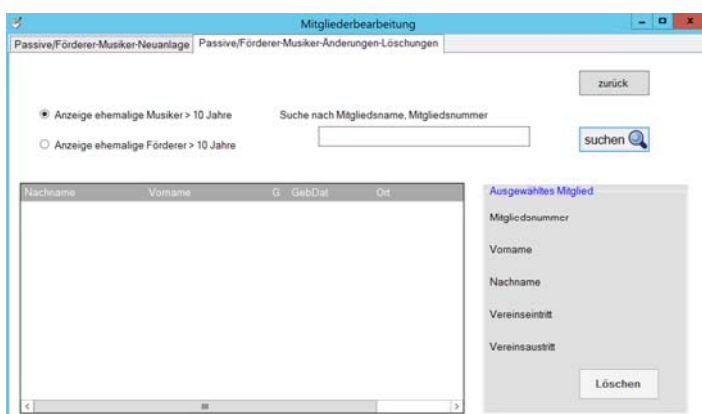 Mitgliederbearbeitung
Passive/Förderer-Musiker-Neuanlage Passive/Förderer-Musiker-Änderungen-Löschungen
zurück
Anzeige ehemalige Musiker > 10 Jahre Suche nach Mitgliedsname, Mitgliedsnummer
Anzeige ehemalige Förderer > 10 Jahre suchen
Nachname Vorname G GebDat Ort
Ausgewähltes Mitglied
Mitgliedsnummer
Vorname
Nachname
Vereinseintritt
Vereinsaustritt
Löschen